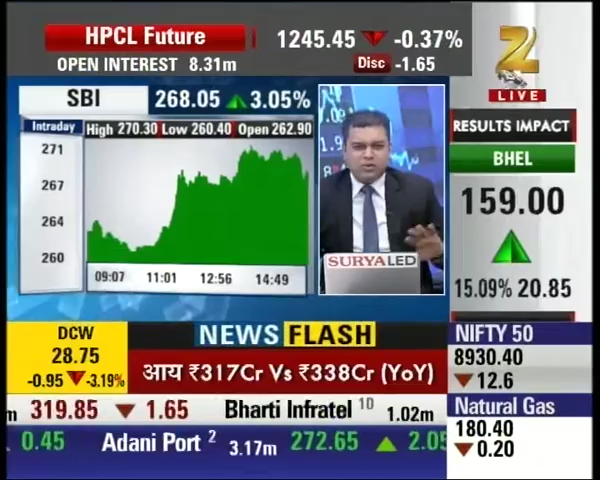 HPCL Future
1245.45 -0.37%
OPEN INTEREST 8.31m
Disc -1.65
Z
LIVE
SBI 268.05 3.05%
Intraday High 270.30 Low 260.40 Open 262.90
271
267
264
260
09:07 11:01 12:56 14:49
SURYA LED
RESULTS IMPACT
BHEL
159.00
15.09% 20.85
DCW
28.75
-0.95 -3.19%
NEWS FLASH
आय ₹317Cr Vs ₹338Cr (YoY)
NIFTY 50
8930.40
12.6
Natural Gas
180.40
0.20
m 319.85 1.65 Bharti Infratel 10 1.02m
0.45 Adani Port 2 3.17m 272.65 2.05